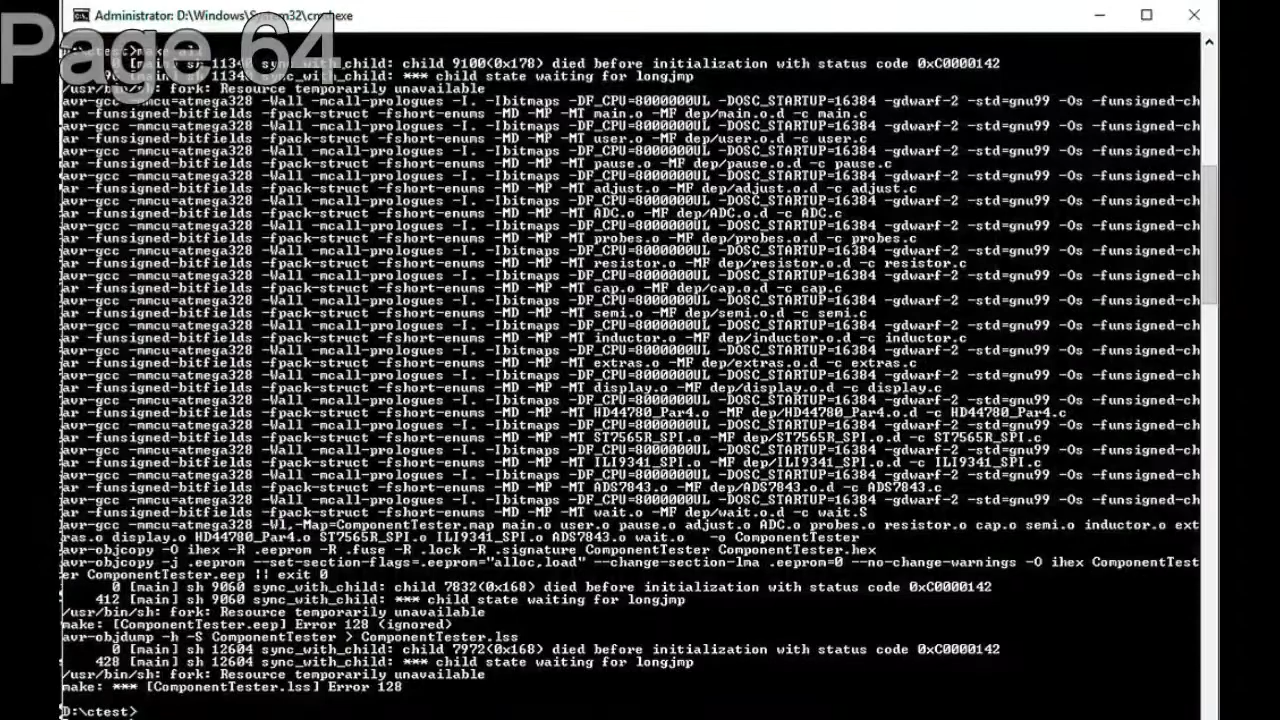 Administrator: D:\Windows\System32\cmd.exe
Page 64
D:\ctest>make all
[main] sh 11340 sync_with_child: child 9100(0x178) died before initialization with status code 0xC0000142
[main] sh 11340 sync_with_child: *** child state waiting for longjmp
/usr/bin/sh: fork: Resource temporarily unavailable
avr-gcc -mmcu=atmega328 -Wall -mcall-prologues -I. -Ibitmaps -DF_CPU=8000000UL -DOSC_STARTUP=16384 -gdwarf-2 -std=gnu99 -Os -funsigned-ch
ar -funsigned-bitfields -fpack-struct -fshort-enums -MD -MP -MT main.o -MF dep/main.o.d -c main.c
avr-gcc -mmcu=atmega328 -Wall -mcall-prologues -I. -Ibitmaps -DF_CPU=8000000UL -DOSC_STARTUP=16384 -gdwarf-2 -std=gnu99 -Os -funsigned-ch
ar -funsigned-bitfields -fpack-struct -fshort-enums -MD -MP -MT user.o -MF dep/user.o.d -c user.c
avr-gcc -mmcu=atmega328 -Wall -mcall-prologues -I. -Ibitmaps -DF_CPU=8000000UL -DOSC_STARTUP=16384 -gdwarf-2 -std=gnu99 -Os -funsigned-ch
ar -funsigned-bitfields -fpack-struct -fshort-enums -MD -MP -MT pause.o -MF dep/pause.o.d -c pause.c
avr-gcc -mmcu=atmega328 -Wall -mcall-prologues -I. -Ibitmaps -DF_CPU=8000000UL -DOSC_STARTUP=16384 -gdwarf-2 -std=gnu99 -Os -funsigned-ch
ar -funsigned-bitfields -fpack-struct -fshort-enums -MD -MP -MT adjust.o -MF dep/adjust.o.d -c adjust.c
avr-gcc -mmcu=atmega328 -Wall -mcall-prologues -I. -Ibitmaps -DF_CPU=8000000UL -DOSC_STARTUP=16384 -gdwarf-2 -std=gnu99 -Os -funsigned-ch
ar -funsigned-bitfields -fpack-struct -fshort-enums -MD -MP -MT ADC.o -MF dep/ADC.o.d -c ADC.c
avr-gcc -mmcu=atmega328 -Wall -mcall-prologues -I. -Ibitmaps -DF_CPU=8000000UL -DOSC_STARTUP=16384 -gdwarf-2 -std=gnu99 -Os -funsigned-ch
ar -funsigned-bitfields -fpack-struct -fshort-enums -MD -MP -MT probes.o -MF dep/probes.o.d -c probes.c
avr-gcc -mmcu=atmega328 -Wall -mcall-prologues -I. -Ibitmaps -DF_CPU=8000000UL -DOSC_STARTUP=16384 -gdwarf-2 -std=gnu99 -Os -funsigned-ch
ar -funsigned-bitfields -fpack-struct -fshort-enums -MD -MP -MT resistor.o -MF dep/resistor.o.d -c resistor.c
avr-gcc -mmcu=atmega328 -Wall -mcall-prologues -I. -Ibitmaps -DF_CPU=8000000UL -DOSC_STARTUP=16384 -gdwarf-2 -std=gnu99 -Os -funsigned-ch
ar -funsigned-bitfields -fpack-struct -fshort-enums -MD -MP -MT cap.o -MF dep/cap.o.d -c cap.c
avr-gcc -mmcu=atmega328 -Wall -mcall-prologues -I. -Ibitmaps -DF_CPU=8000000UL -DOSC_STARTUP=16384 -gdwarf-2 -std=gnu99 -Os -funsigned-ch
ar -funsigned-bitfields -fpack-struct -fshort-enums -MD -MP -MT semi.o -MF dep/semi.o.d -c semi.c
avr-gcc -mmcu=atmega328 -Wall -mcall-prologues -I. -Ibitmaps -DF_CPU=8000000UL -DOSC_STARTUP=16384 -gdwarf-2 -std=gnu99 -Os -funsigned-ch
ar -funsigned-bitfields -fpack-struct -fshort-enums -MD -MP -MT inductor.o -MF dep/inductor.o.d -c inductor.c
avr-gcc -mmcu=atmega328 -Wall -mcall-prologues -I. -Ibitmaps -DF_CPU=8000000UL -DOSC_STARTUP=16384 -gdwarf-2 -std=gnu99 -Os -funsigned-ch
ar -funsigned-bitfields -fpack-struct -fshort-enums -MD -MP -MT extras.o -MF dep/extras.o.d -c extras.c
avr-gcc -mmcu=atmega328 -Wall -mcall-prologues -I. -Ibitmaps -DF_CPU=8000000UL -DOSC_STARTUP=16384 -gdwarf-2 -std=gnu99 -Os -funsigned-ch
ar -funsigned-bitfields -fpack-struct -fshort-enums -MD -MP -MT display.o -MF dep/display.o.d -c display.c
avr-gcc -mmcu=atmega328 -Wall -mcall-prologues -I. -Ibitmaps -DF_CPU=8000000UL -DOSC_STARTUP=16384 -gdwarf-2 -std=gnu99 -Os -funsigned-ch
ar -funsigned-bitfields -fpack-struct -fshort-enums -MD -MP -MT HD44780_Par4.o -MF dep/HD44780_Par4.o.d -c HD44780_Par4.c
avr-gcc -mmcu=atmega328 -Wall -mcall-prologues -I. -Ibitmaps -DF_CPU=8000000UL -DOSC_STARTUP=16384 -gdwarf-2 -std=gnu99 -Os -funsigned-ch
ar -funsigned-bitfields -fpack-struct -fshort-enums -MD -MP -MT ST7565R_SPI.o -MF dep/ST7565R_SPI.o.d -c ST7565R_SPI.c
avr-gcc -mmcu=atmega328 -Wall -mcall-prologues -I. -Ibitmaps -DF_CPU=8000000UL -DOSC_STARTUP=16384 -gdwarf-2 -std=gnu99 -Os -funsigned-ch
ar -funsigned-bitfields -fpack-struct -fshort-enums -MD -MP -MT ILI9341_SPI.o -MF dep/ILI9341_SPI.o.d -c ILI9341_SPI.c
avr-gcc -mmcu=atmega328 -Wall -mcall-prologues -I. -Ibitmaps -DF_CPU=8000000UL -DOSC_STARTUP=16384 -gdwarf-2 -std=gnu99 -Os -funsigned-ch
ar -funsigned-bitfields -fpack-struct -fshort-enums -MD -MP -MT ADS7843.o -MF dep/ADS7843.o.d -c ADS7843.c
avr-gcc -mmcu=atmega328 -Wall -mcall-prologues -I. -Ibitmaps -DF_CPU=8000000UL -DOSC_STARTUP=16384 -gdwarf-2 -std=gnu99 -Os -funsigned-ch
ar -funsigned-bitfields -fpack-struct -fshort-enums -MD -MP -MT wait.o -MF dep/wait.o.d -c wait.S
avr-gcc -mmcu=atmega328 -Wl,-Map=ComponentTester.map main.o user.o pause.o adjust.o ADC.o probes.o resistor.o cap.o semi.o inductor.o ext
ras.o display.o HD44780_Par4.o ST7565R_SPI.o ILI9341_SPI.o ADS7843.o wait.o -o ComponentTester
avr-objcopy -O ihex -R .eeprom -R .fuse -R .lock -R .signature ComponentTester ComponentTester.hex
avr-objcopy -j .eeprom --set-section-flags=.eeprom="alloc,load" --change-section-lma .eeprom=0 --no-change-warnings -O ihex ComponentTest
er ComponentTester.eep || exit 0
0 [main] sh 9060 sync_with_child: child 7832(0x168) died before initialization with status code 0xC0000142
412 [main] sh 9060 sync_with_child: *** child state waiting for longjmp
/usr/bin/sh: fork: Resource temporarily unavailable
make: [ComponentTester.eep] Error 128 (ignored)
avr-objdump -h -S ComponentTester > ComponentTester.lss
0 [main] sh 12604 sync_with_child: child 7972(0x168) died before initialization with status code 0xC0000142
428 [main] sh 12604 sync_with_child: *** child state waiting for longjmp
/usr/bin/sh: fork: Resource temporarily unavailable
make: *** [ComponentTester.lss] Error 128
D:\ctest>